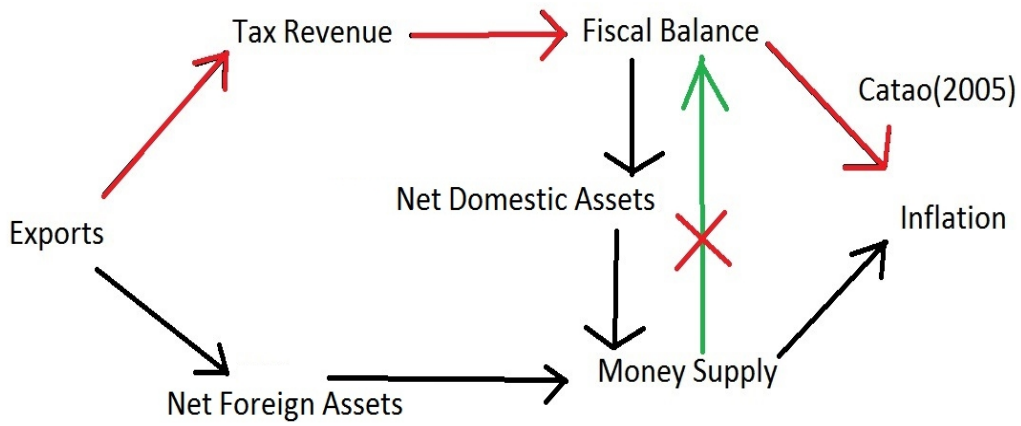 Tax Revenue
Fiscal Balance
Catao(2005)
Net Domestic Assets
Inflation
Exports
Money Supply
Net Foreign Assets